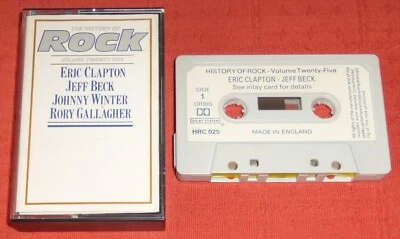 THE HISTORY OF
Rock
VOLUME TWENTY FIVE
ERIC CLAPTON
JEFF BECK
JOHNNY WINTER
RORY GALLAGHER
HISTORY OF ROCK - Volume Twenty-Five
ERIC CLAPTON - JEFF BECK
See inlay card for details
SIDE
1
ORBIS
HRC 025
MADE IN ENGLAND